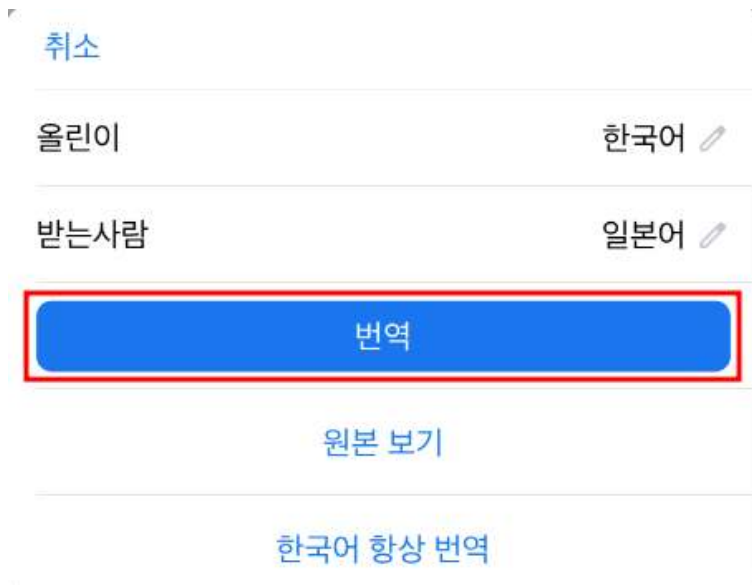 취소
올린이 한국어
받는사람 일본어
번역
원본 보기
한국어 항상 번역